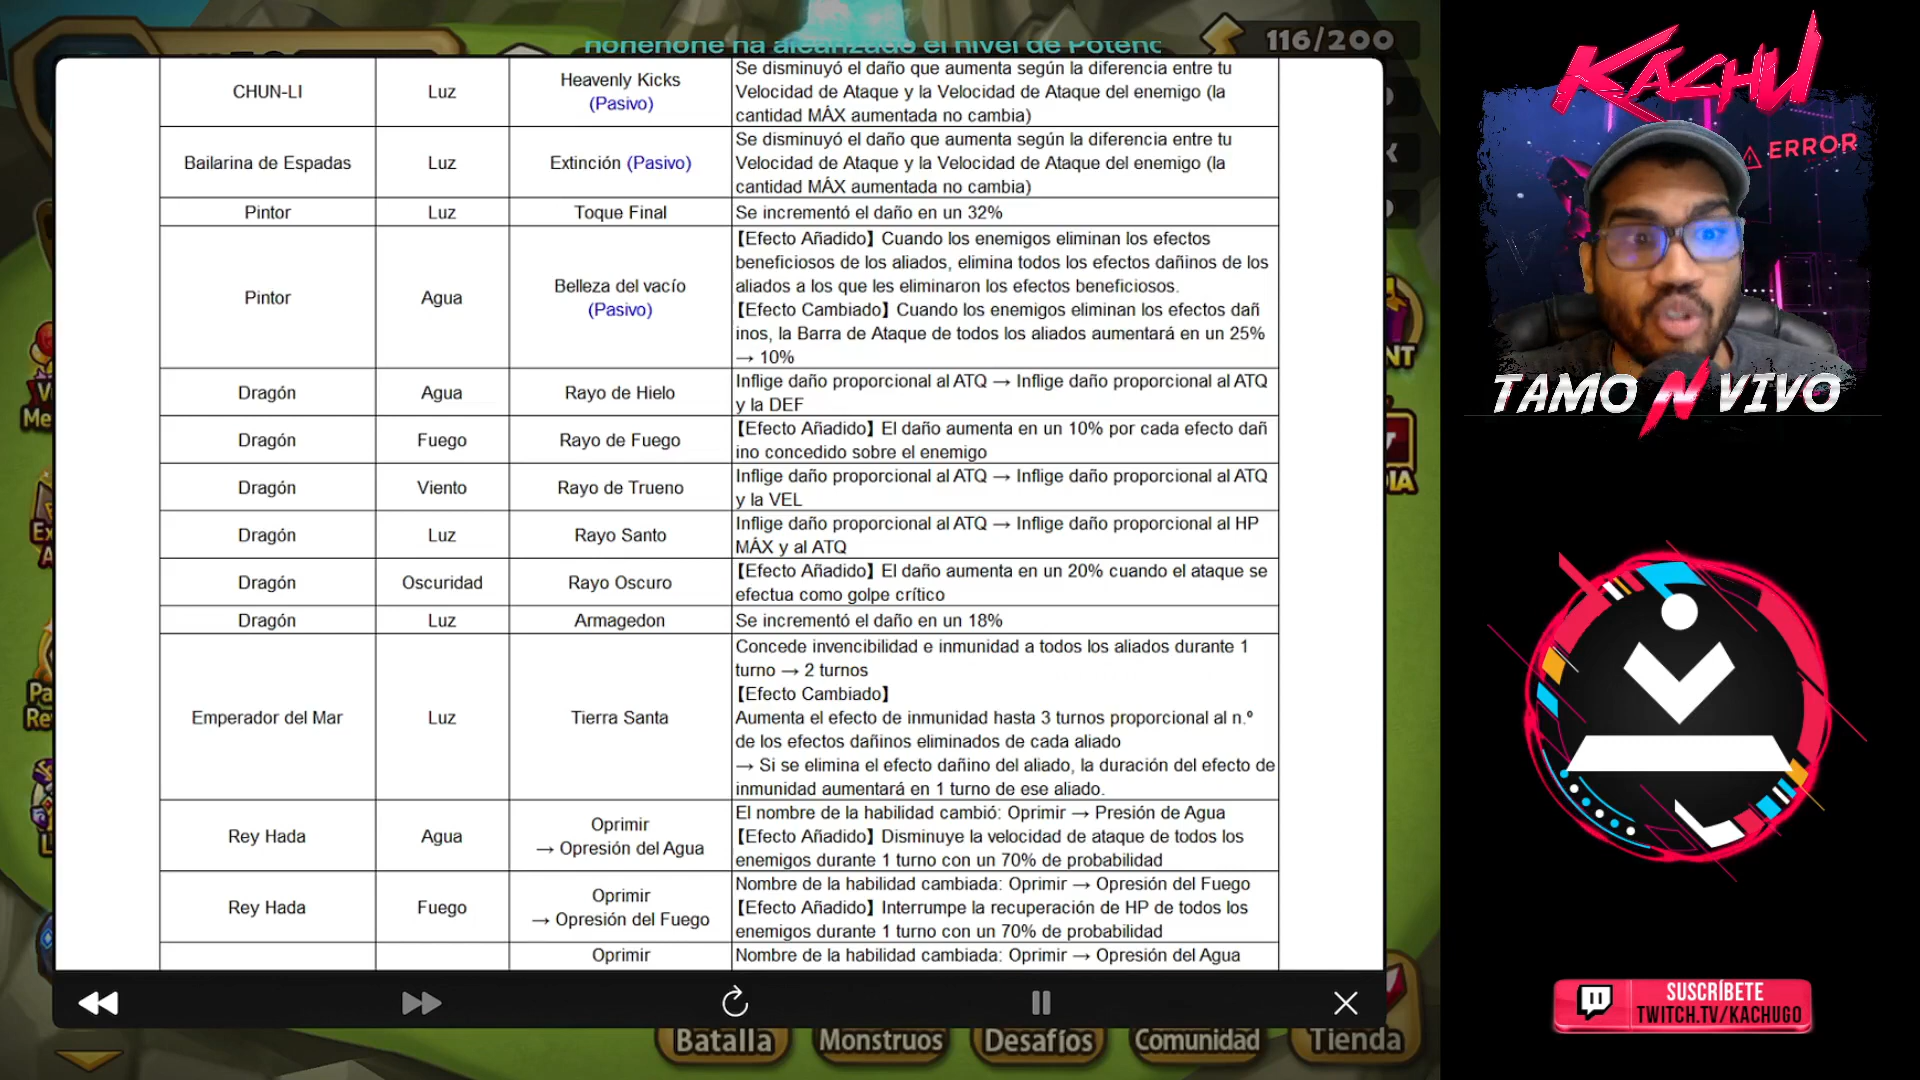 nonenone ha alcanzado el nivel de Potenc
116/200
CHUN-LI
Luz
Heavenly Kicks
(Pasivo)
Se disminuyó el daño que aumenta según la diferencia entre tu
Velocidad de Ataque y la Velocidad de Ataque del enemigo (la
cantidad MÁX aumentada no cambia)
Bailarina de Espadas
Luz
Extinción (Pasivo)
Se disminuyó el daño que aumenta según la diferencia entre tu
Velocidad de Ataque y la Velocidad de Ataque del enemigo (la
cantidad MÁX aumentada no cambia)
Pintor
Luz
Toque Final
Se incrementó el daño en un 32%
Pintor
Agua
Belleza del vacío
(Pasivo)
【Efecto Añadido】Cuando los enemigos eliminan los efectos
beneficiosos de los aliados, elimina todos los efectos dañinos de los
aliados a los que les eliminaron los efectos beneficiosos.
【Efecto Cambiado】Cuando los enemigos eliminan los efectos dañ
inos, la Barra de Ataque de todos los aliados aumentará en un 25%
→ 10%
Dragón
Agua
Rayo de Hielo
Inflige daño proporcional al ATQ → Inflige daño proporcional al ATQ
y la DEF
Dragón
Fuego
Rayo de Fuego
【Efecto Añadido】El daño aumenta en un 10% por cada efecto dañ
ino concedido sobre el enemigo
Dragón
Viento
Rayo de Trueno
Inflige daño proporcional al ATQ → Inflige daño proporcional al ATQ
y la VEL
Dragón
Luz
Rayo Santo
Inflige daño proporcional al ATQ → Inflige daño proporcional al HP
MÁX y al ATQ
Dragón
Oscuridad
Rayo Oscuro
【Efecto Añadido】El daño aumenta en un 20% cuando el ataque se
efectua como golpe crítico
Dragón
Luz
Armagedon
Se incrementó el daño en un 18%
Emperador del Mar
Luz
Tierra Santa
Concede invencibilidad e inmunidad a todos los aliados durante 1
turno → 2 turnos
【Efecto Cambiado】
Aumenta el efecto de inmunidad hasta 3 turnos proporcional al n.º
de los efectos dañinos eliminados de cada aliado
→ Si se elimina el efecto dañino del aliado, la duración del efecto de
inmunidad aumentará en 1 turno de ese aliado.
Rey Hada
Agua
Oprimir
→ Opresión del Agua
El nombre de la habilidad cambió: Oprimir → Presión de Agua
【Efecto Añadido】Disminuye la velocidad de ataque de todos los
enemigos durante 1 turno con un 70% de probabilidad
Rey Hada
Fuego
Oprimir
→ Opresión del Fuego
Nombre de la habilidad cambiada: Oprimir → Opresión del Fuego
【Efecto Añadido】Interrumpe la recuperación de HP de todos los
enemigos durante 1 turno con un 70% de probabilidad
Oprimir
Nombre de la habilidad cambiada: Oprimir → Opresión del Agua
Batalla
Monstruos
Desafíos
Comunidad
Tienda
KACHU
ERROR
TAMO N VIVO
SUSCRÍBETE
TWITCH.TV/KACHUGO